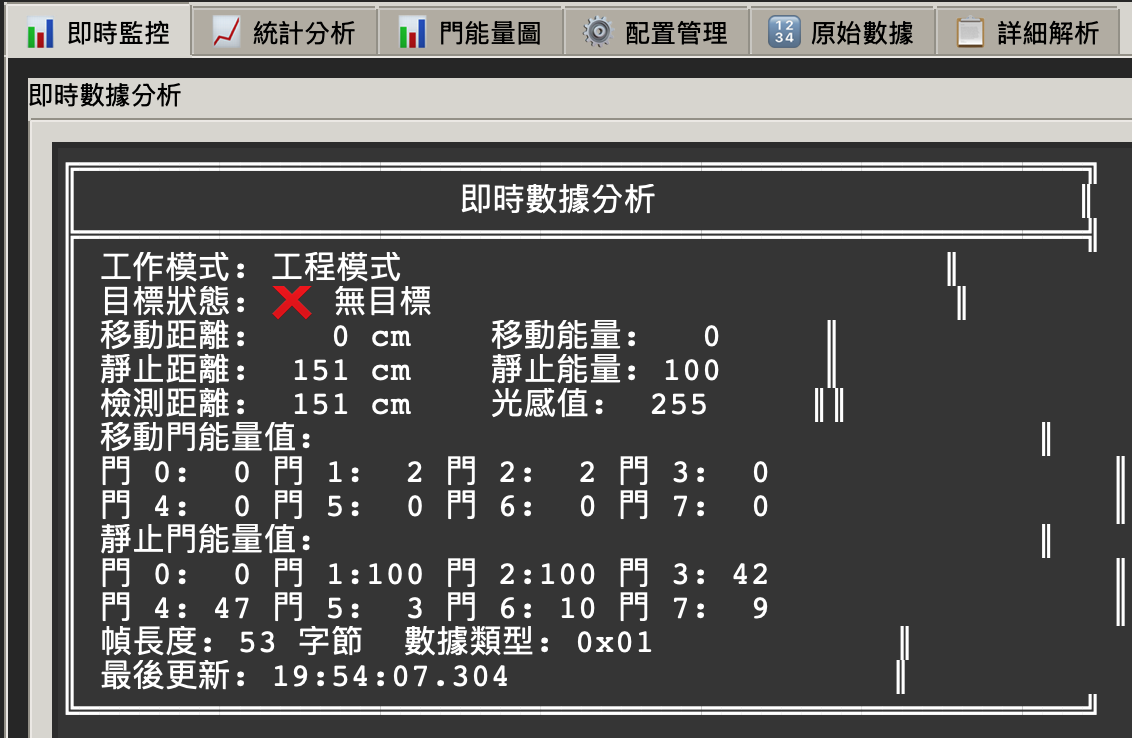 即時監控 統計分析 門能量圖 配置管理 原始數據 詳細解析
即時數據分析
即時數據分析
工作模式: 工程模式
目標狀態: ❌ 無目標
移動距離: 0 cm 移動能量: 0
靜止距離: 151 cm 靜止能量: 100
檢測距離: 151 cm 光感值: 255
移動門能量值:
門 0: 0 門 1: 2 門 2: 2 門 3: 0
門 4: 0 門 5: 0 門 6: 0 門 7: 0
靜止門能量值:
門 0: 0 門 1:100 門 2:100 門 3: 42
門 4: 47 門 5: 3 門 6: 10 門 7: 9
幀長度: 53 字節 數據類型: 0x01
最後更新: 19:54:07.304